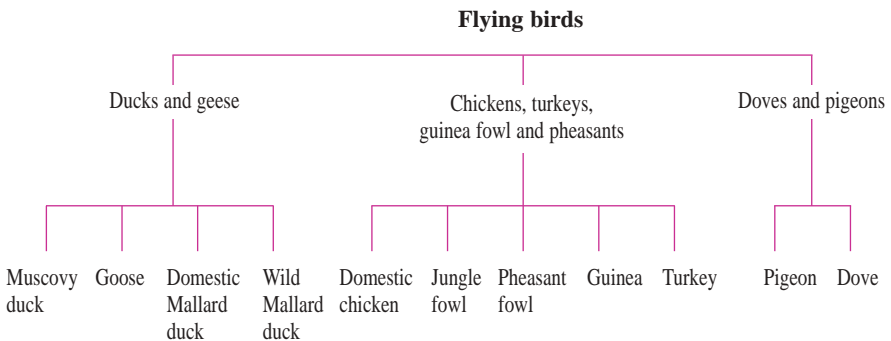 Flying birds
Ducks and geese
Chickens, turkeys,
guinea fowl and pheasants
Doves and pigeons
Muscovy
duck
Goose
Domestic
Mallard
duck
Wild
Mallard
duck
Domestic
chicken
Jungle
fowl
Pheasant
fowl
Guinea
Turkey
Pigeon
Dove